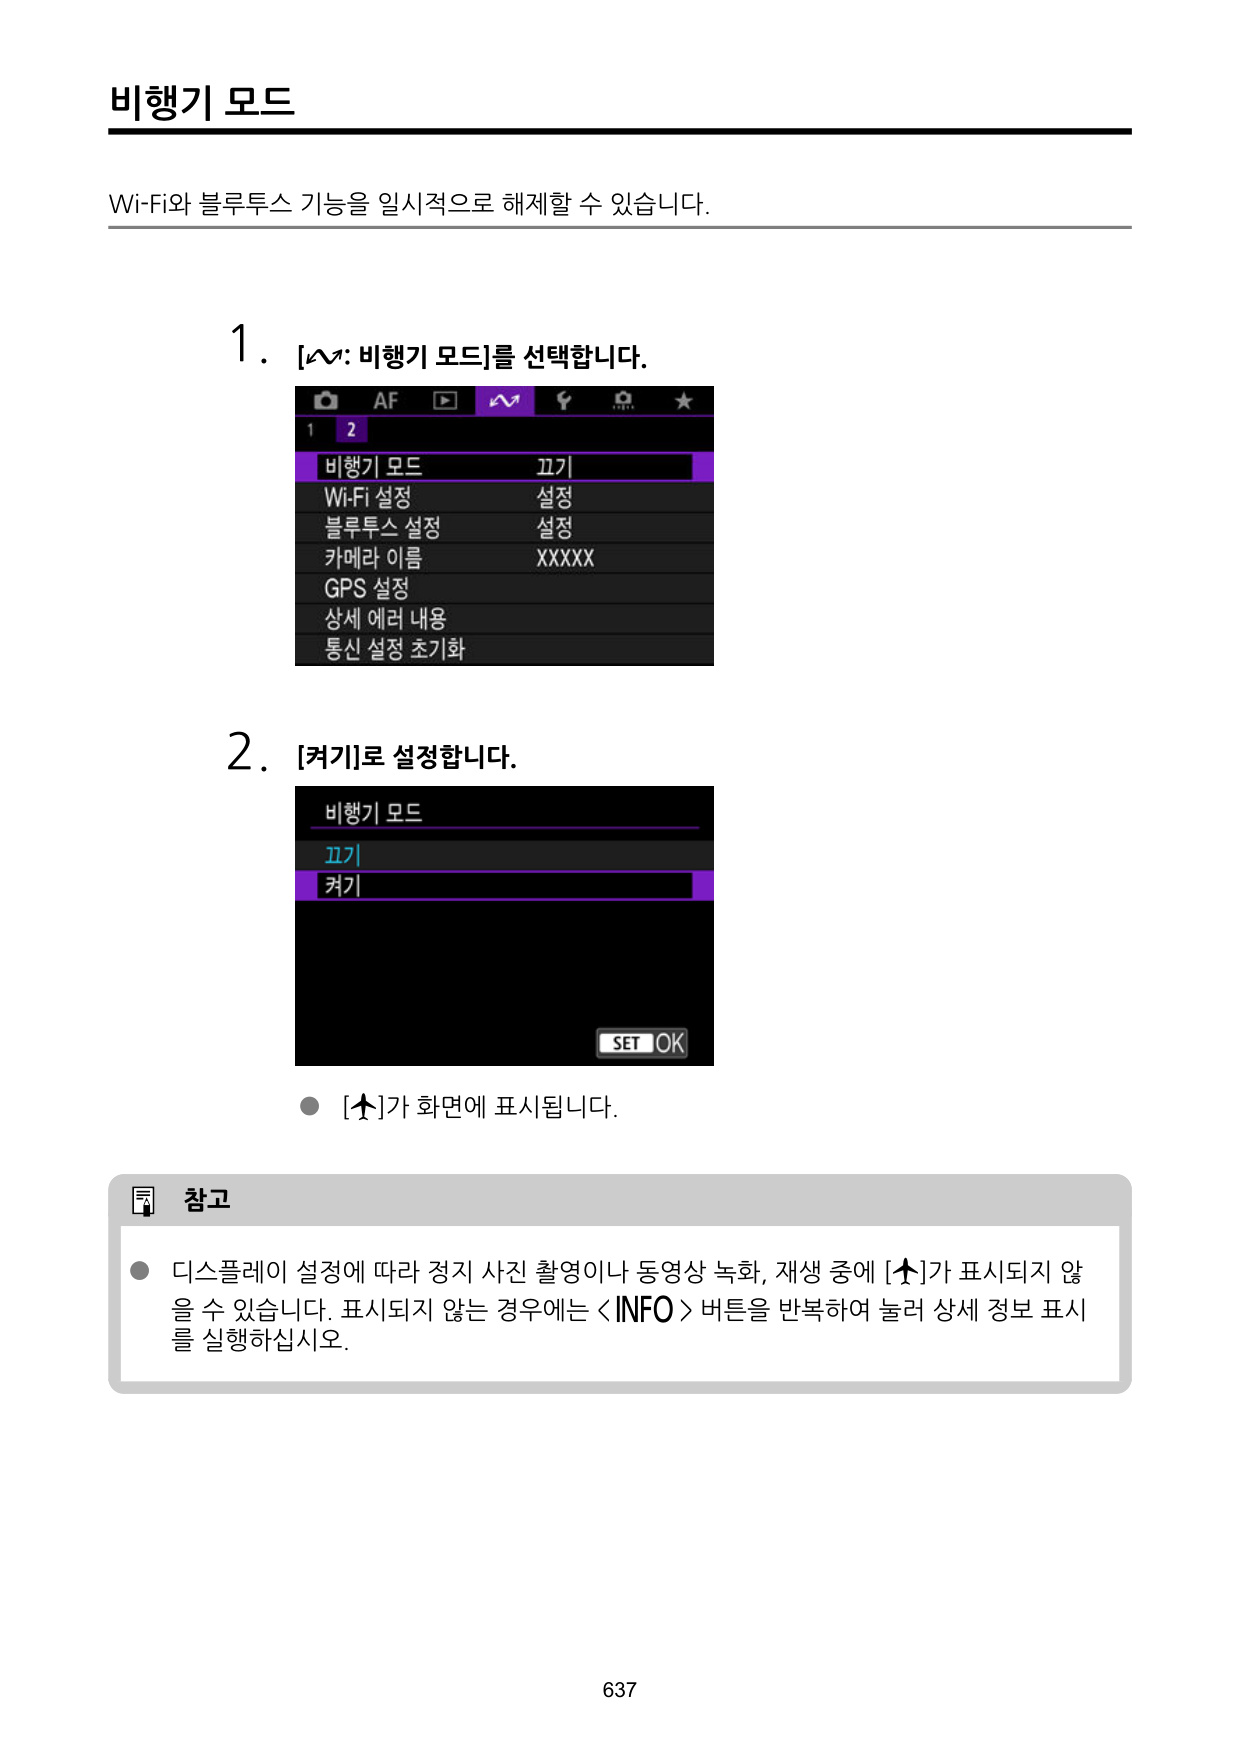 비행기 모드
Wi-Fi와 블루투스 기능을 일시적으로 해제할 수 있습니다.
1. [: 비행기 모드]를 선택합니다.
AF
1 2
비행기 모드 끄기
Wi-Fi 설정 설정
블루투스 설정 설정
카메라 이름 XXXXX
GPS 설정
상세 에러 내용
통신 설정 초기화
2. [켜기]로 설정합니다.
비행기 모드
끄기
켜기
SET OK
● [✈]가 화면에 표시됩니다.
참고
● 디스플레이 설정에 따라 정지 사진 촬영이나 동영상 녹화, 재생 중에 [✈]가 표시되지 않
을 수 있습니다. 표시되지 않는 경우에는 < INFO > 버튼을 반복하여 눌러 상세 정보 표시
를 실행하십시오.
637